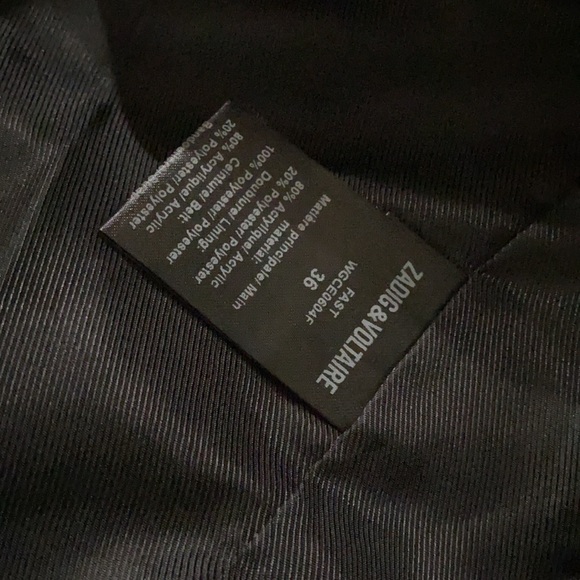 ZADIG&VOLTAIRE
FAST
WGCE0604F
36
Matière principale/ Main
material:
80% Acrylique/ Acrylic
20% Polyester/ Polyester
Doublure/ Lining:
100% Polyester/ Polyester
Ceinture/ Belt:
80% Acrylique/ Acrylic
20% Polyester/ Polyester